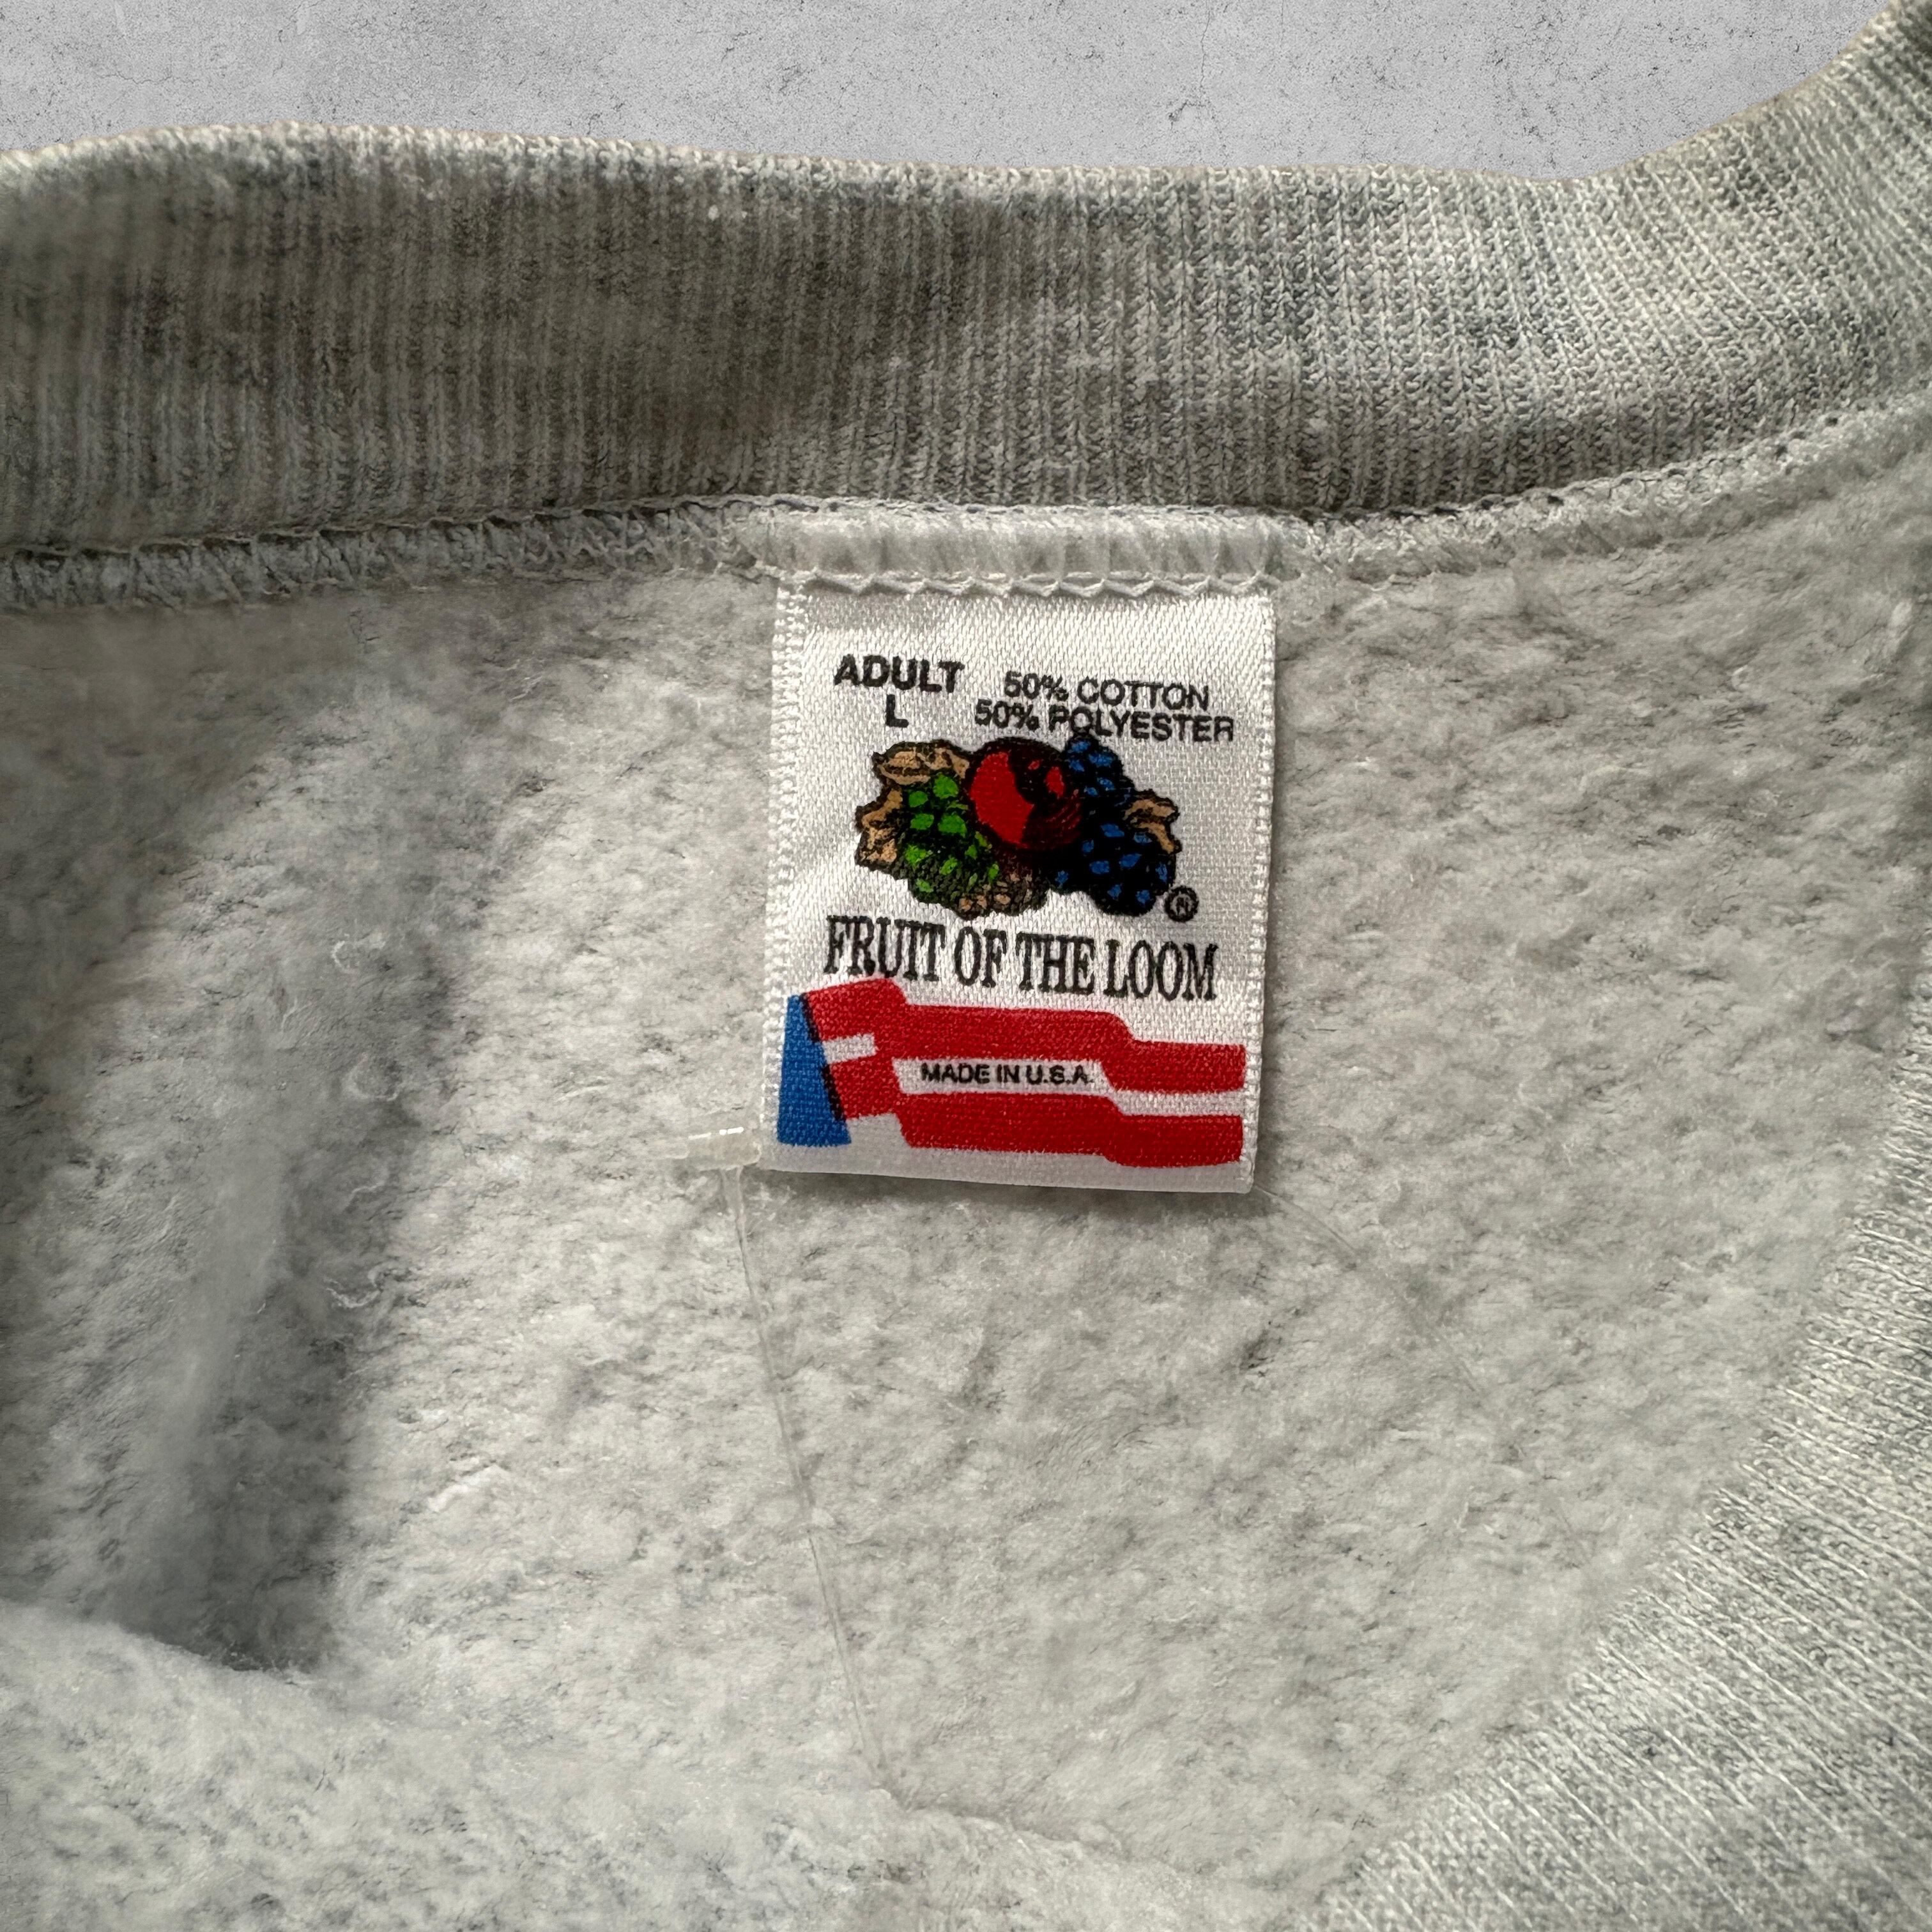 ADULT
L
50% COTTON
50% POLYESTER
®
FRUIT OF THE LOOM
MADE IN U.S.A.